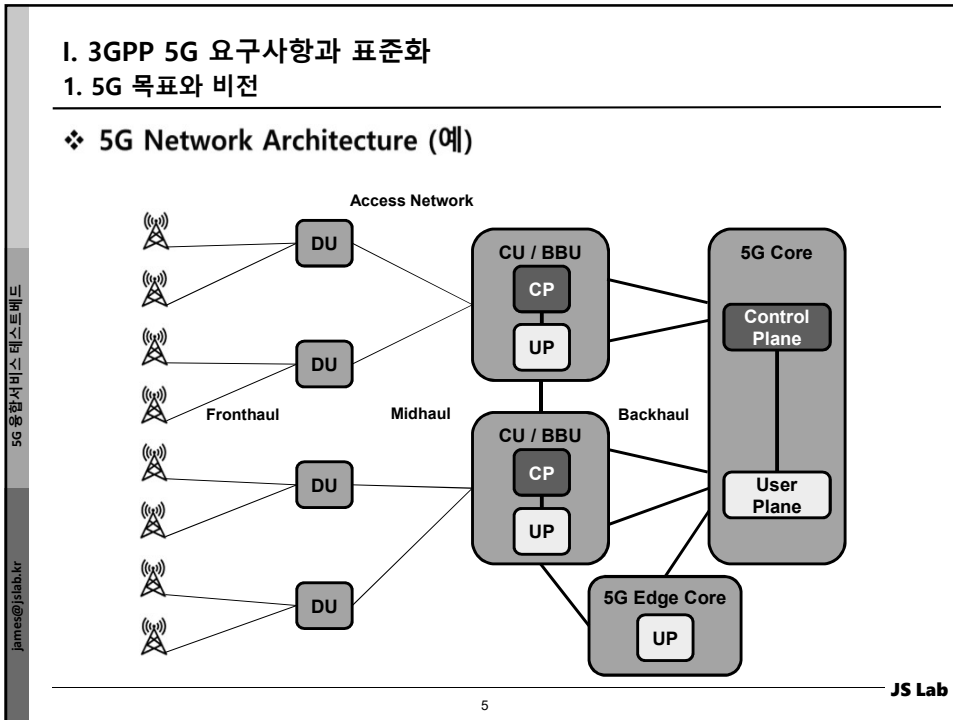 I. 3GPP 5G 요구사항과 표준화
1. 5G 목표와 비전
❖ 5G Network Architecture (예)
Access Network
DU
DU
DU
DU
Fronthaul
Midhaul
Backhaul
CU / BBU
CP
UP
CU / BBU
CP
UP
5G Core
Control
Plane
User
Plane
5G Edge Core
UP
5G 융합서비스 테스트베드
james@jslab.kr
JS Lab
5